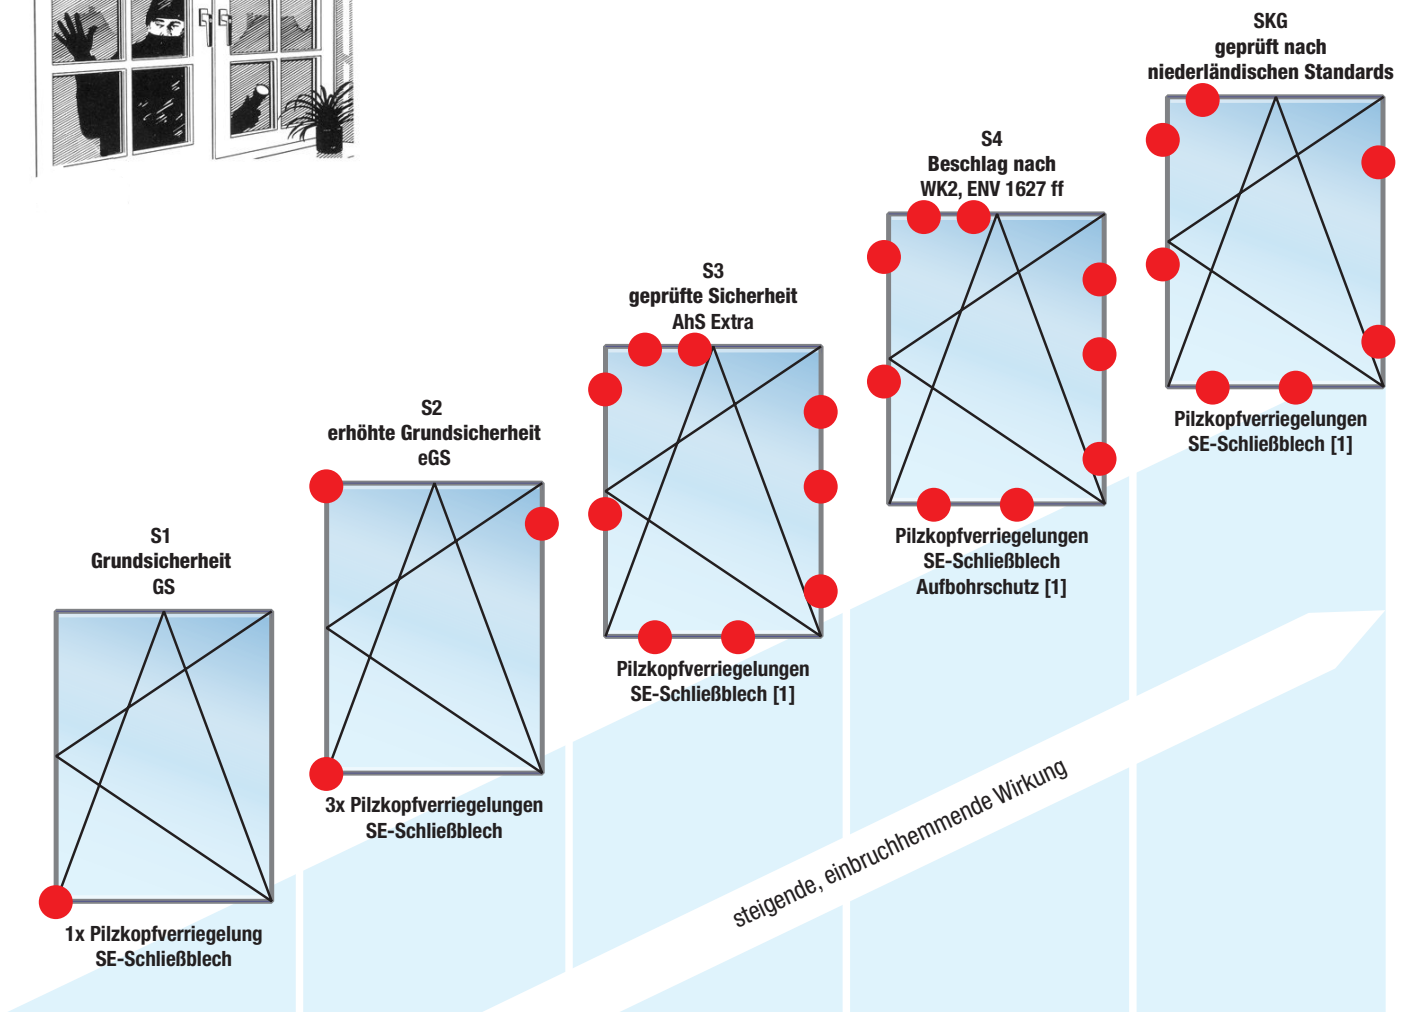 SKG
geprüft nach
niederländischen Standards
Pilzkopfverriegelungen
SE-Schließblech [1]
S4
Beschlag nach
WK2, ENV 1627 ff
Pilzkopfverriegelungen
SE-Schließblech
Aufbohrschutz [1]
S3
geprüfte Sicherheit
AhS Extra
Pilzkopfverriegelungen
SE-Schließblech [1]
S2
erhöhte Grundsicherheit
eGS
3x Pilzkopfverriegelungen
SE-Schließblech
S1
Grundsicherheit
GS
1x Pilzkopfverriegelung
SE-Schließblech
steigende, einbruchhemmende Wirkung